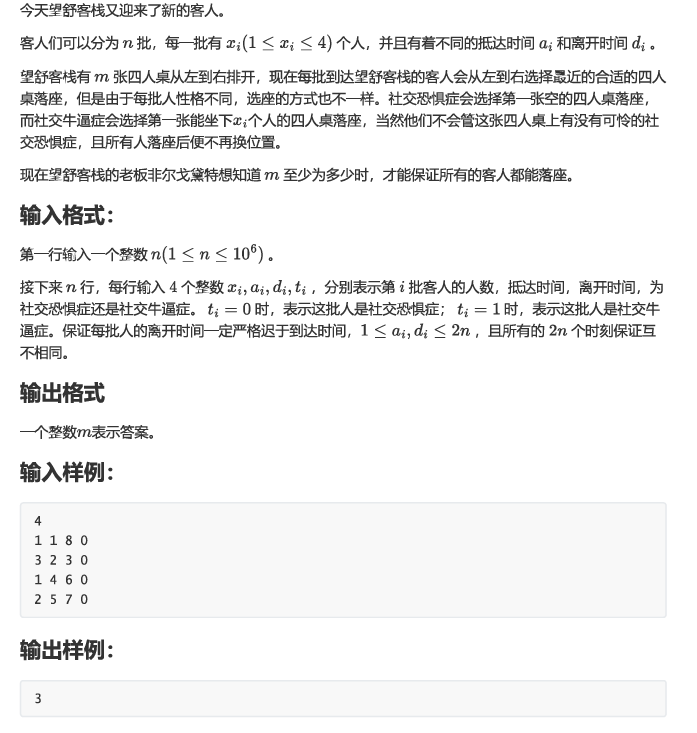 今天望舒客栈又迎来了新的客人。
客人们可以分为 n 批，每一批有 x_i(1 ≤ x_i ≤ 4) 个人，并且有着不同的抵达时间 a_i 和离开时间 d_i 。
望舒客栈有 m 张四人桌从左到右排开，现在每批到达望舒客栈的客人会从左到右选择最近的合适的四人
桌落座，但是由于每批人性格不同，选座的方式也不一样。社交恐惧症会选择第一张空的四人桌落座，
而社交牛逼症会选择第一张能坐下x_i个人的四人桌落座，当然他们不会管这张四人桌上有没有可怜的社
交恐惧症，且所有人落座后便不再换位置。
现在望舒客栈的老板菲尔戈黛特想知道 m 至少为多少时，才能保证所有的客人都能落座。
输入格式：
第一行输入一个整数 n(1 ≤ n ≤ 10^6) 。
接下来 n 行，每行输入 4 个整数 x_i, a_i, d_i, t_i ，分别表示第 i 批客人的人数，抵达时间，离开时间，为
社交恐惧症还是社交牛逼症。 t_i = 0 时，表示这批人是社交恐惧症； t_i = 1 时，表示这批人是社交牛
逼症。保证每批人的离开时间一定严格迟于到达时间，1 ≤ a_i, d_i ≤ 2n ，且所有的 2n 个时刻保证互
不相同。
输出格式
一个整数m表示答案。
输入样例：
4
1 1 8 0
3 2 3 0
1 4 6 0
2 5 7 0
输出样例：
3